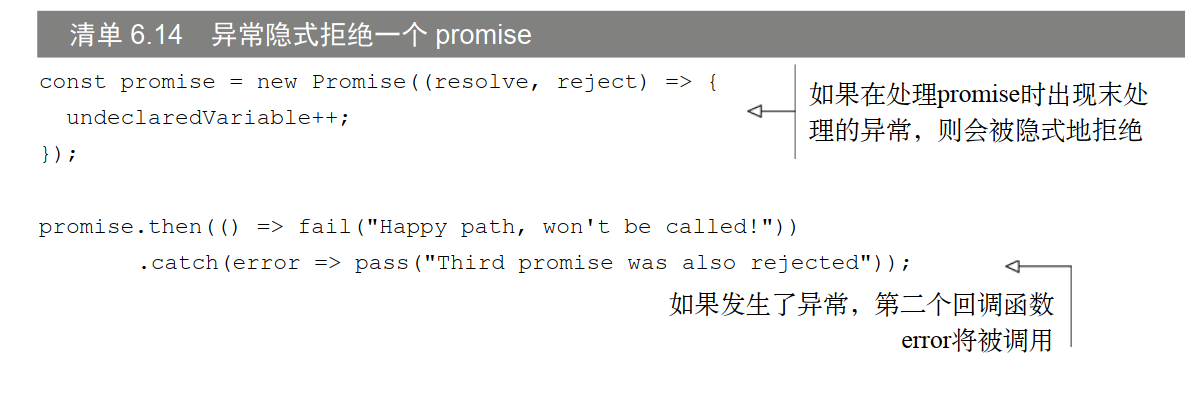 清单 6.14 异常隐式拒绝一个 promise
const promise = new Promise((resolve, reject) => {
  undeclaredVariable++;
});
如果在处理promise时出现末处
理的异常，则会被隐式地拒绝
promise.then(() => fail("Happy path, won't be called!"))
       .catch(error => pass("Third promise was also rejected"));
如果发生了异常，第二个回调函数
error将被调用